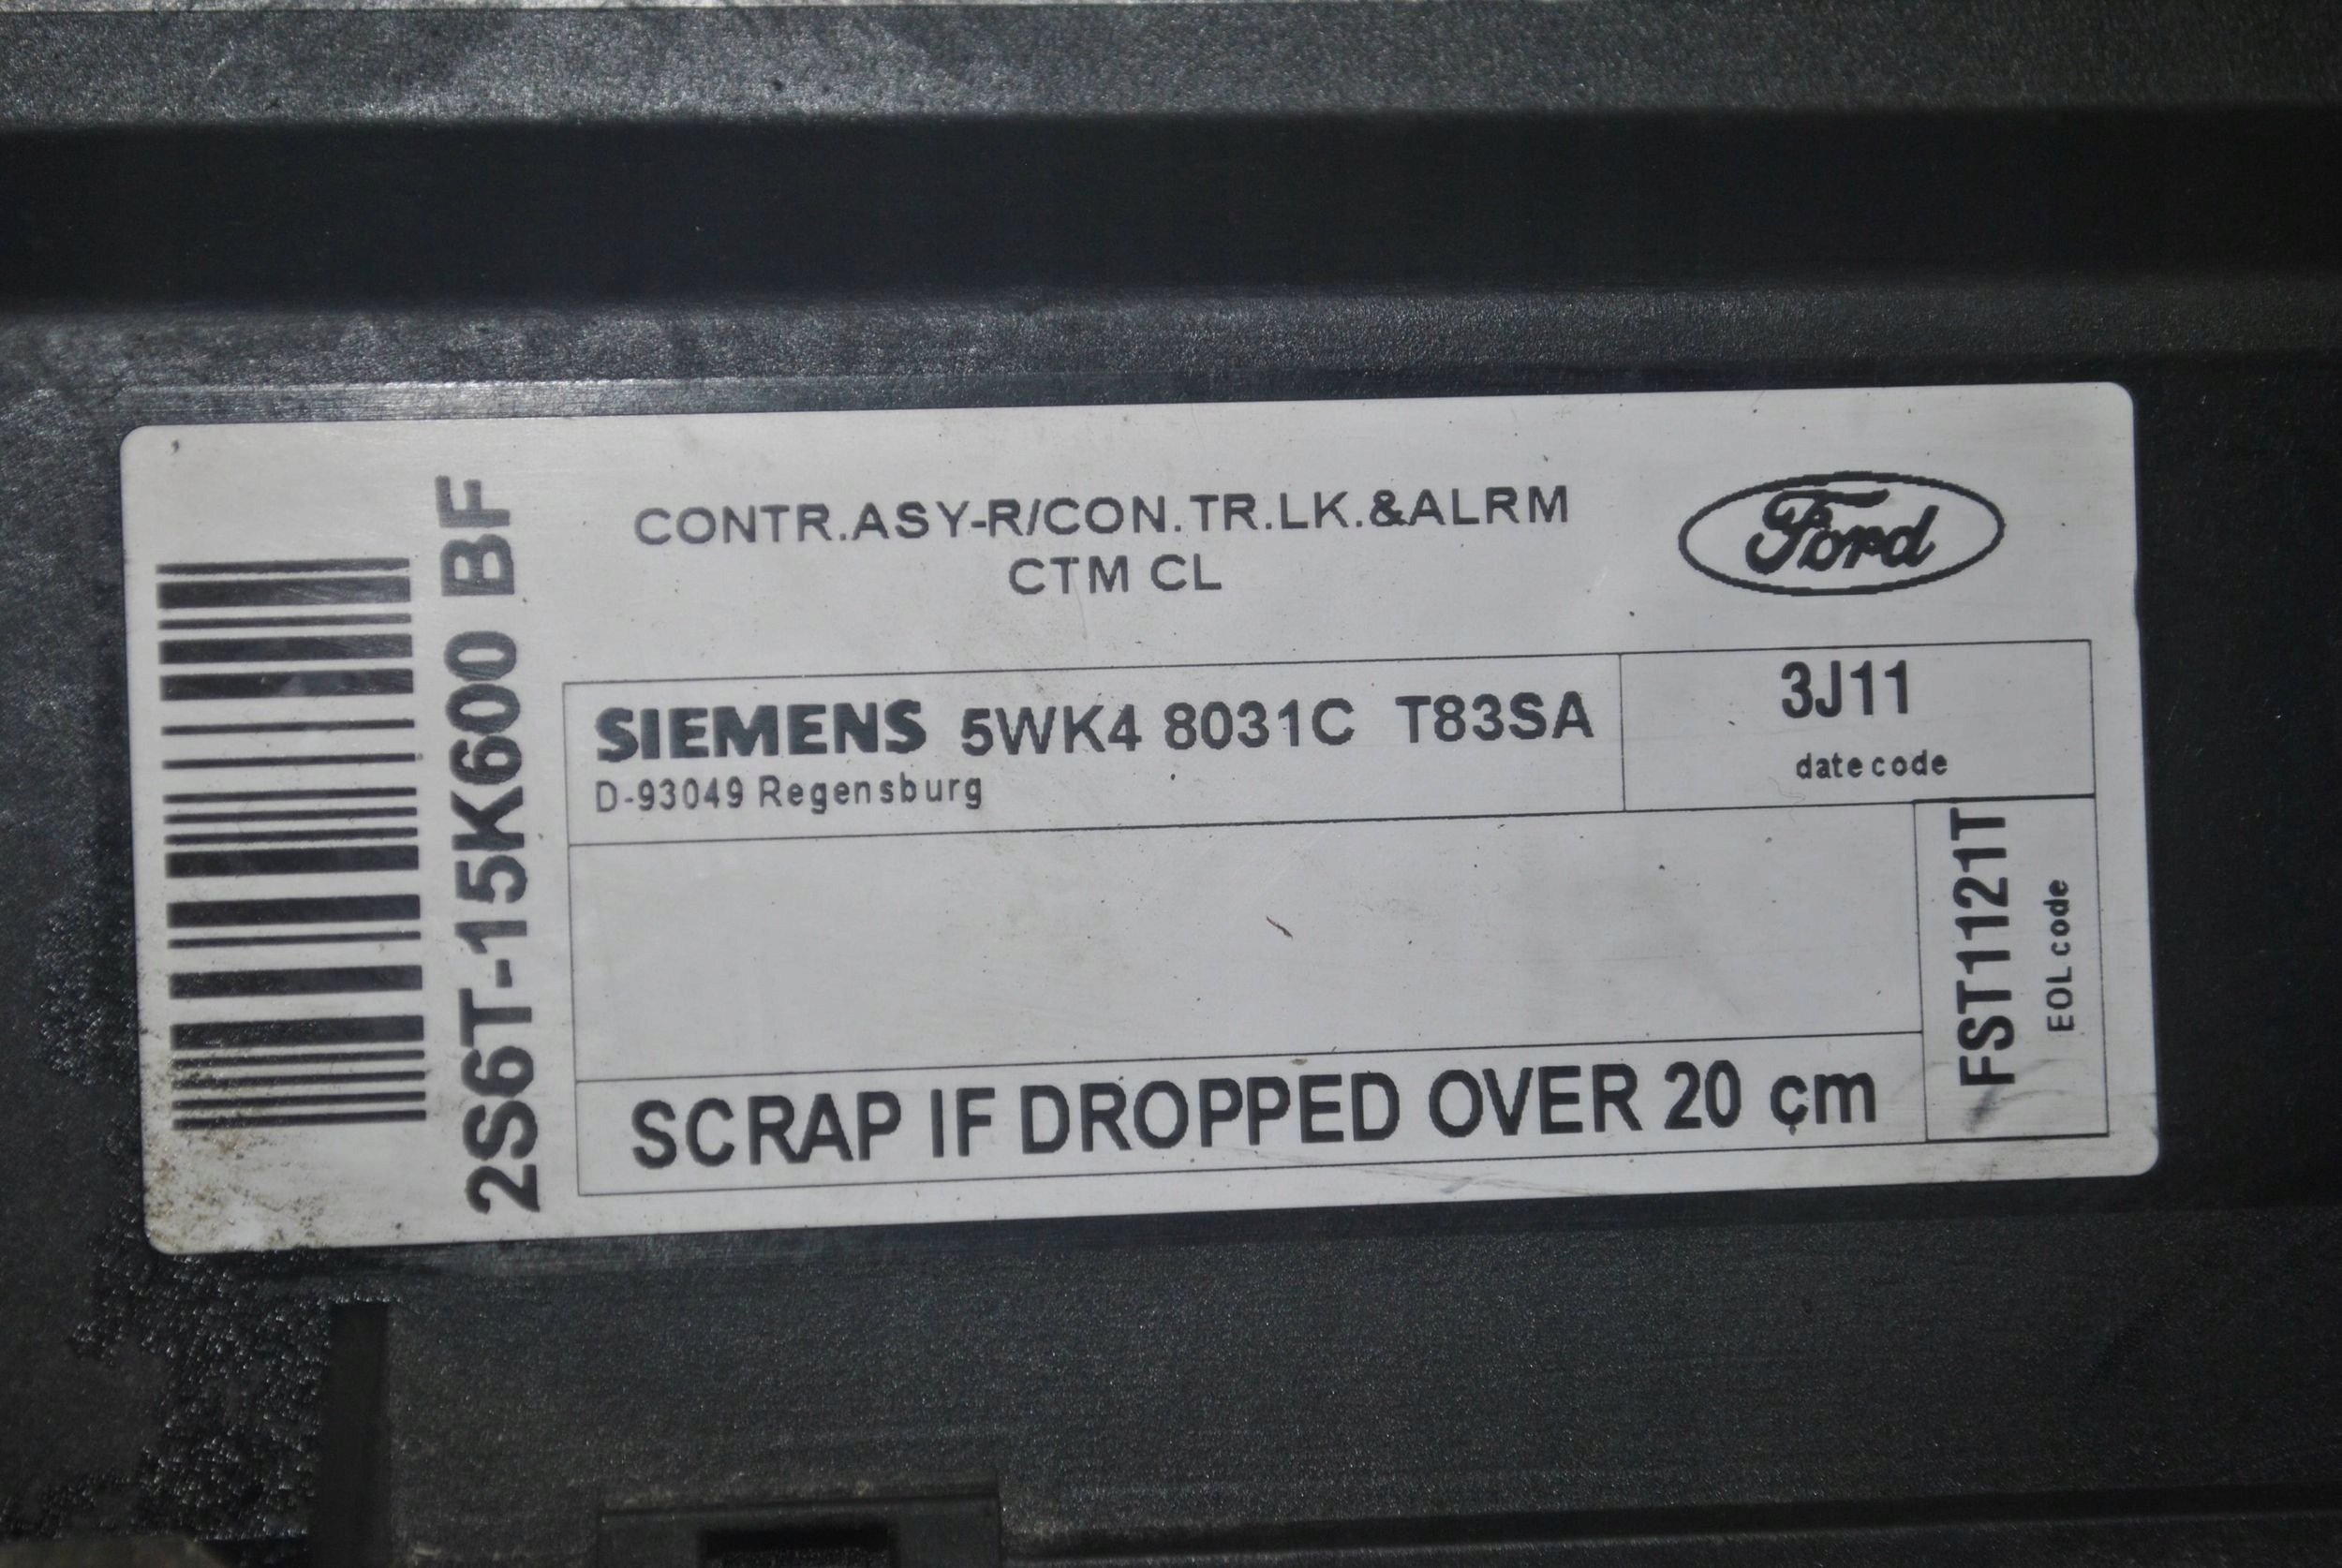 2S6T-15K600 BF
CONTR.ASY-R/CON.TR.LK.&ALRM
CTM CL
Ford
SIEMENS 5WK4 8031C T83SA
D-93049 Regensburg
3J11
date code
FST1121T
EOL code
SCRAP IF DROPPED OVER 20 cm